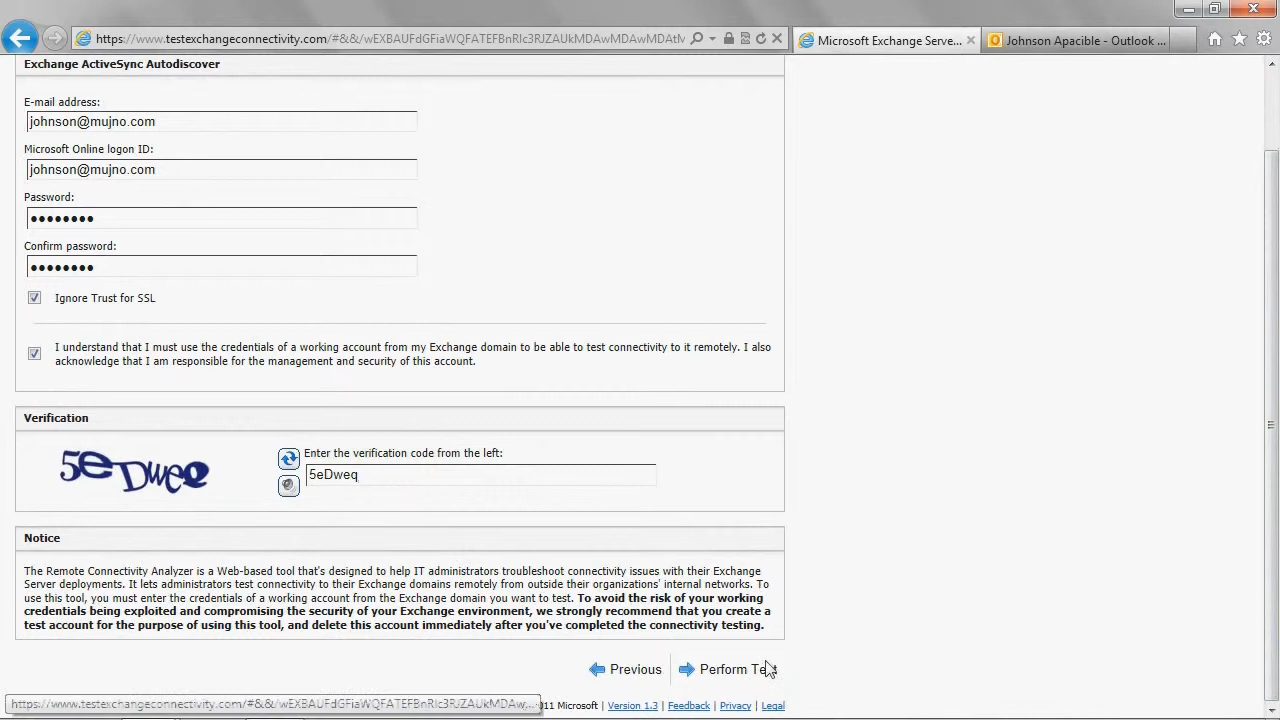 https://www.testexchangeconnectivity.com/#&&/wEXBAUFdGFiaWQFATEFBnRlc3RJZAUkMDAwMDAwMDAtM
Microsoft Exchange Serve...
Johnson Apacible - Outlook ...
Exchange ActiveSync Autodiscover
E-mail address:
johnson@mujno.com
Microsoft Online logon ID:
johnson@mujno.com
Password:
●●●●●●●●
Confirm password:
●●●●●●●●
Ignore Trust for SSL
I understand that I must use the credentials of a working account from my Exchange domain to be able to test connectivity to it remotely. I also
acknowledge that I am responsible for the management and security of this account.
Verification
5eDweq
Enter the verification code from the left:
5eDweq
Notice
The Remote Connectivity Analyzer is a Web-based tool that's designed to help IT administrators troubleshoot connectivity issues with their Exchange
Server deployments. It lets administrators test connectivity to their Exchange domains remotely from outside their organizations' internal networks. To
use this tool, you must enter the credentials of a working account from the Exchange domain you want to test. To avoid the risk of your working
credentials being exploited and compromising the security of your Exchange environment, we strongly recommend that you create a
test account for the purpose of using this tool, and delete this account immediately after you've completed the connectivity testing.
Previous
Perform Test
https://www.testexchangeconnectivity.com/#&&/wEXBAUFdGFiaWQFATEFBnRlc3RJZAUkMDAw...
011 Microsoft | Version 1.3 | Feedback | Privacy | Legal